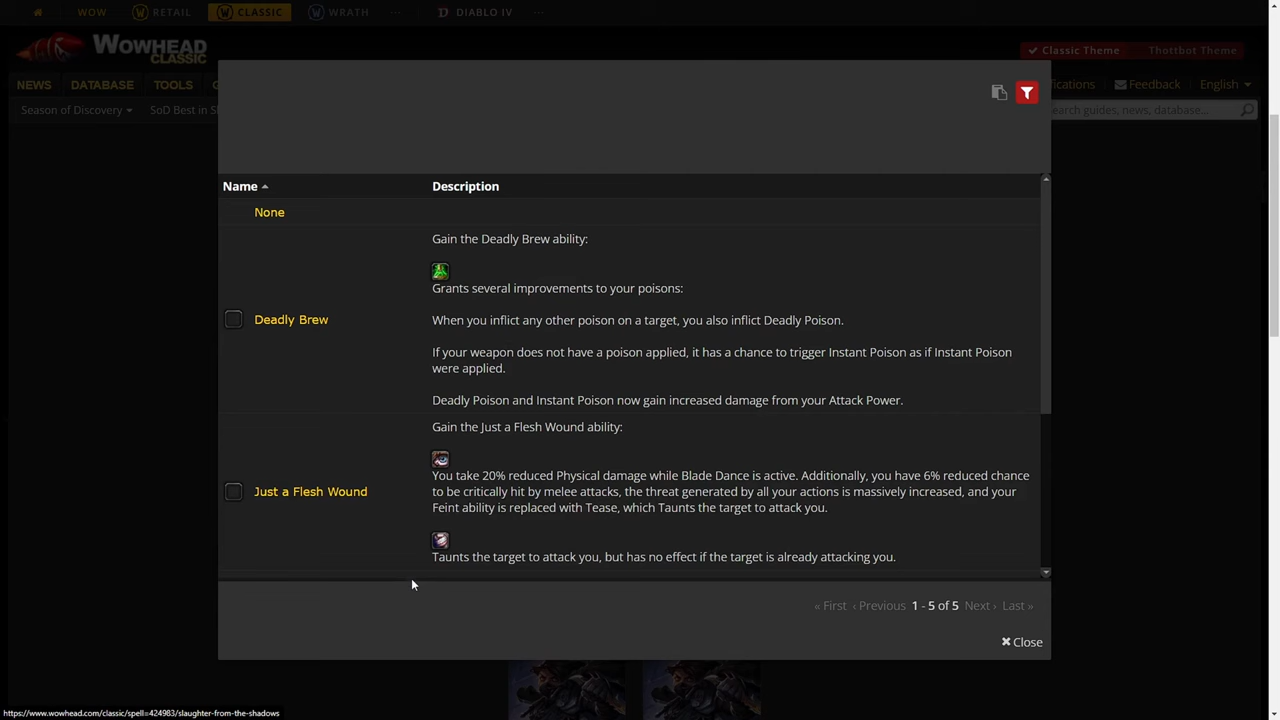 WOW RETAIL CLASSIC WRATH ... DIABLO IV ...
WOWHEAD
CLASSIC
✔ Classic Theme Thottbot Theme
NEWS DATABASE TOOLS Feedback English
Season of Discovery SoD Best in guides, news, database...
Name Description
None
Gain the Deadly Brew ability:
Grants several improvements to your poisons:
Deadly Brew When you inflict any other poison on a target, you also inflict Deadly Poison.
If your weapon does not have a poison applied, it has a chance to trigger Instant Poison as if Instant Poison
were applied.
Deadly Poison and Instant Poison now gain increased damage from your Attack Power.
Gain the Just a Flesh Wound ability:
You take 20% reduced Physical damage while Blade Dance is active. Additionally, you have 6% reduced chance
Just a Flesh Wound to be critically hit by melee attacks, the threat generated by all your actions is massively increased, and your
Feint ability is replaced with Tease, which Taunts the target to attack you.
Taunts the target to attack you, but has no effect if the target is already attacking you.
« First ‹ Previous 1 - 5 of 5 Next › Last »
✖ Close
https://www.wowhead.com/classic/spell=424983/slaughter-from-the-shadows